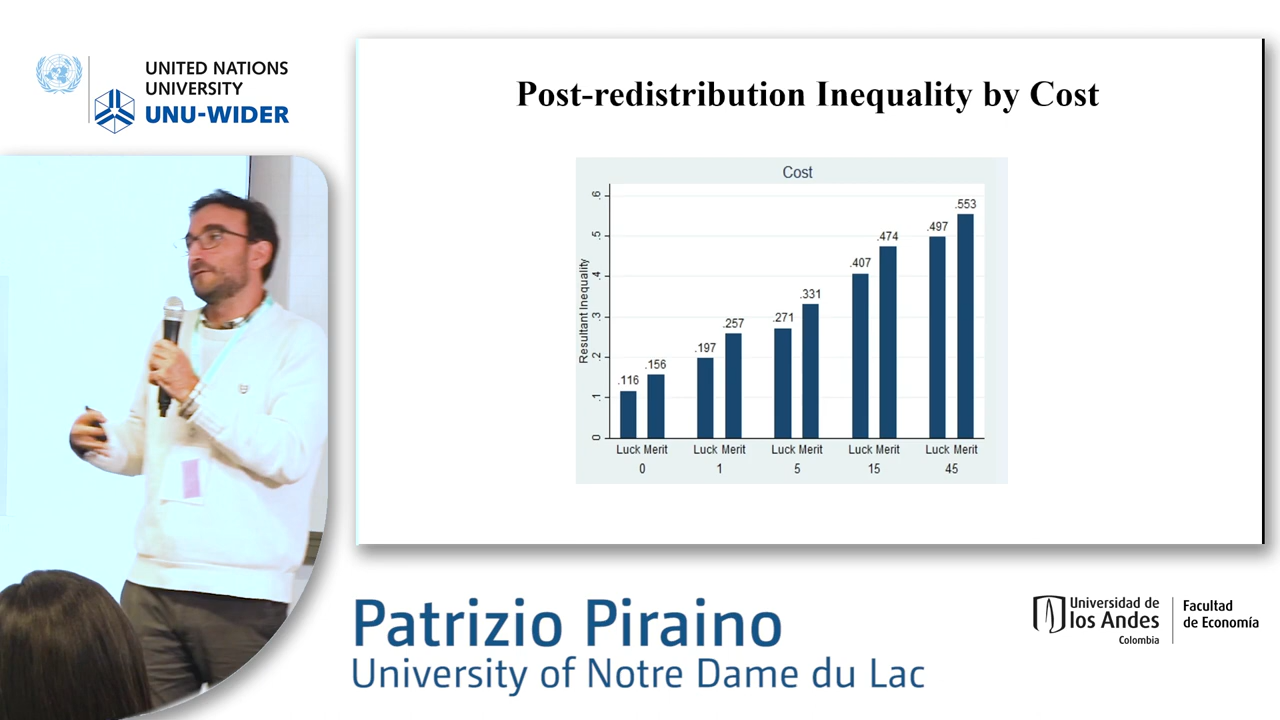 UNITED NATIONS
UNIVERSITY
UNU-WIDER
Post-redistribution Inequality by Cost
Cost
Resultant Inequality
.6
.5
.4
.3
.2
.1
0
.116
.156
.197
.257
.271
.331
.407
.474
.497
.553
Luck Merit Luck Merit Luck Merit Luck Merit Luck Merit
0 1 5 15 45
Patrizio Piraino
University of Notre Dame du Lac
Universidad de
los Andes
Colombia
Facultad
de Economía